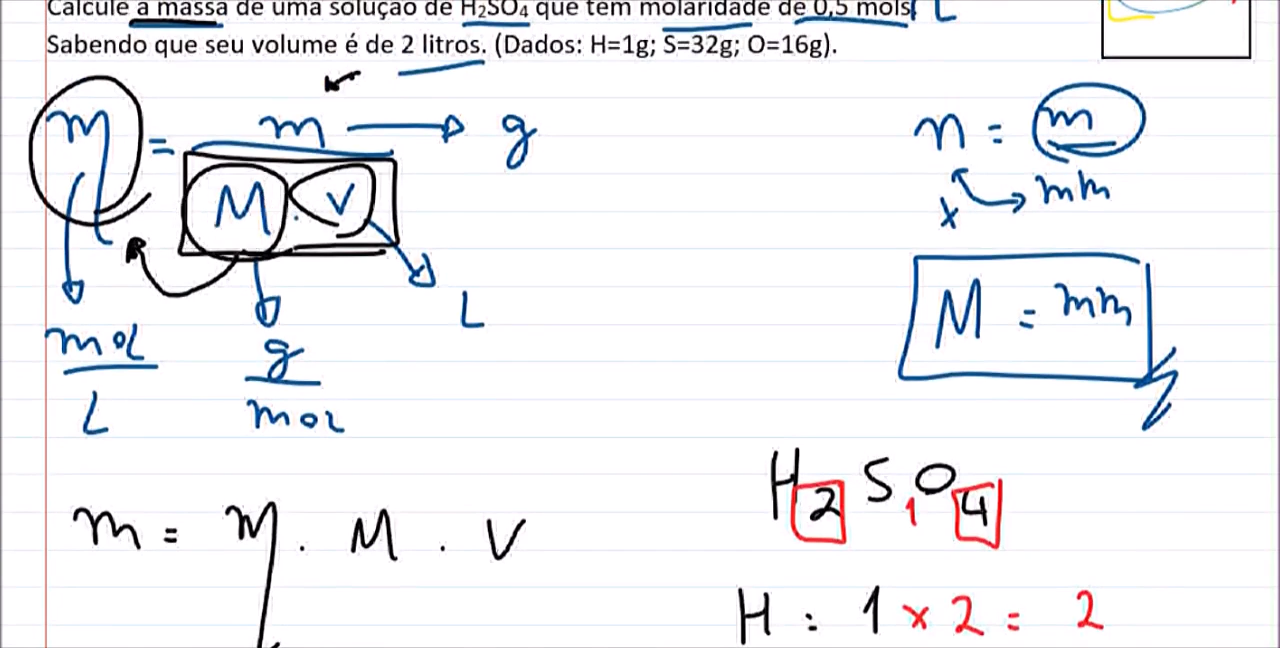 Calcule a massa de uma solução de H₂SO₄ que tem molaridade de 0,5 mols/L
Sabendo que seu volume é de 2 litros. (Dados: H=1g; S=32g; O=16g).
m = m → g
M . V
L
mol/L
g/mol
n = m
x mm
M = mm
m = m . M . V
H2 S1 O4
H : 1 x 2 = 2